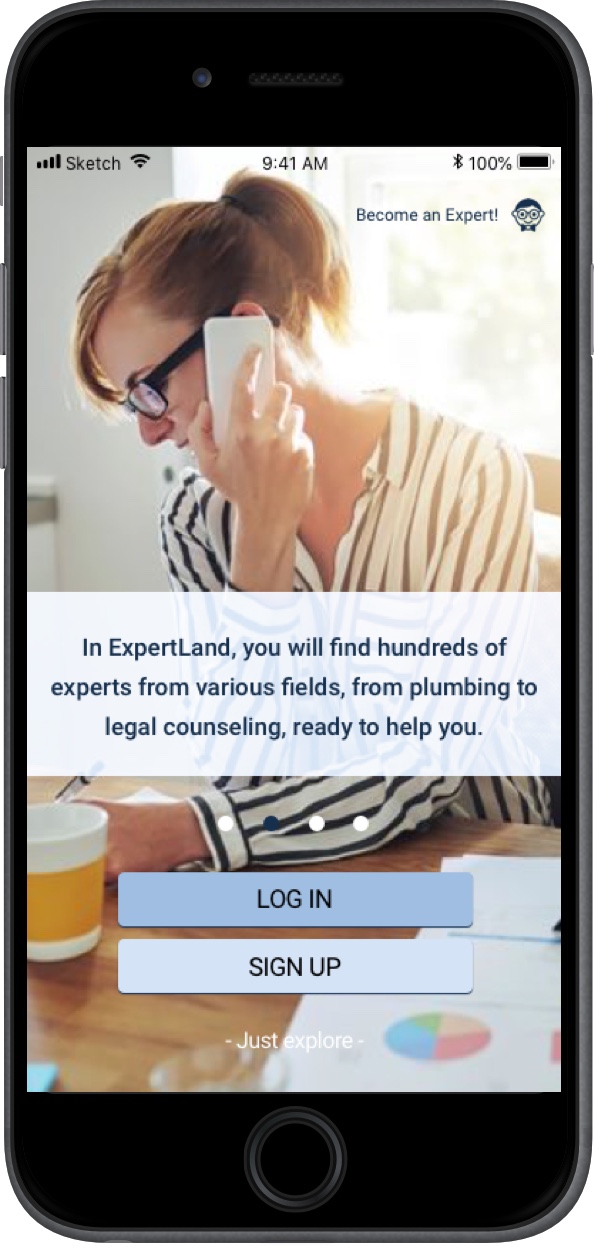 Sketch 9:41 AM 100%
Become an Expert!
In ExpertLand, you will find hundreds of
experts from various fields, from plumbing to
legal counseling, ready to help you.
LOG IN
SIGN UP
- Just explore -